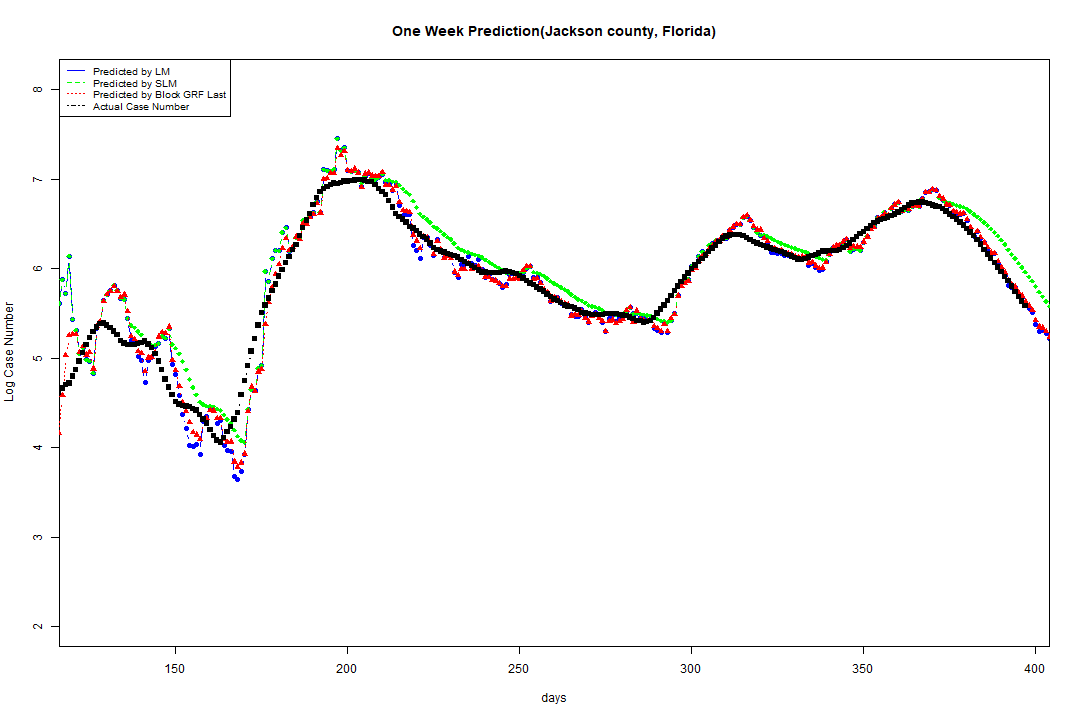 One Week Prediction(Jackson county, Florida)
Predicted by LM
Predicted by SLM
Predicted by Block GRF Last
Actual Case Number
8
7
6
5
4
3
2
Log Case Number
150 200 250 300 350 400
days